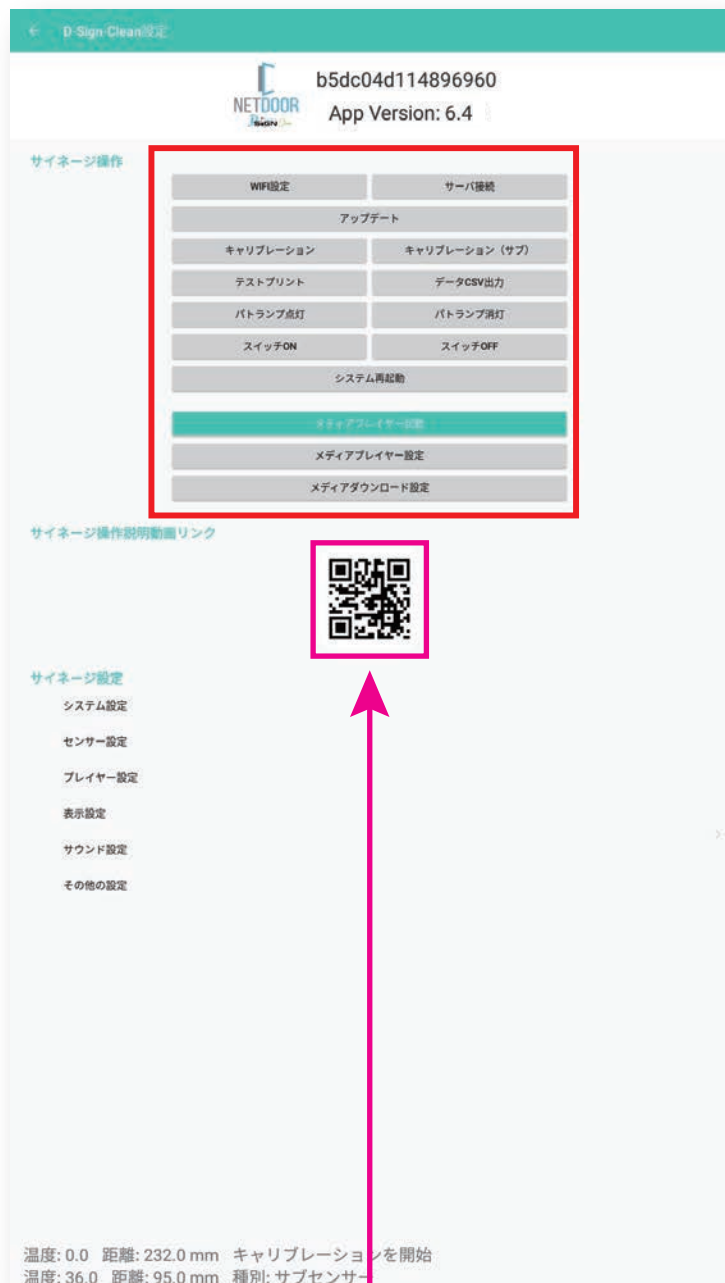 ← D-Sign-Clean設定
NETDOOR
b5dc04d114896960
App Version: 6.4
サイネージ操作
WIFI設定 サーバ接続
アップデート
キャリブレーション キャリブレーション（サブ）
テストプリント データCSV出力
パトランプ点灯 パトランプ消灯
スイッチON スイッチOFF
システム再起動
メディアプレイヤー起動
メディアプレイヤー設定
メディアダウンロード設定
サイネージ操作説明動画リンク
サイネージ設定
システム設定
センサー設定
プレイヤー設定
表示設定
サウンド設定
その他の設定
温度: 0.0 距離: 232.0 mm キャリブレーションを開始
温度: 36.0 距離: 95.0 mm 種別: サブセンサー